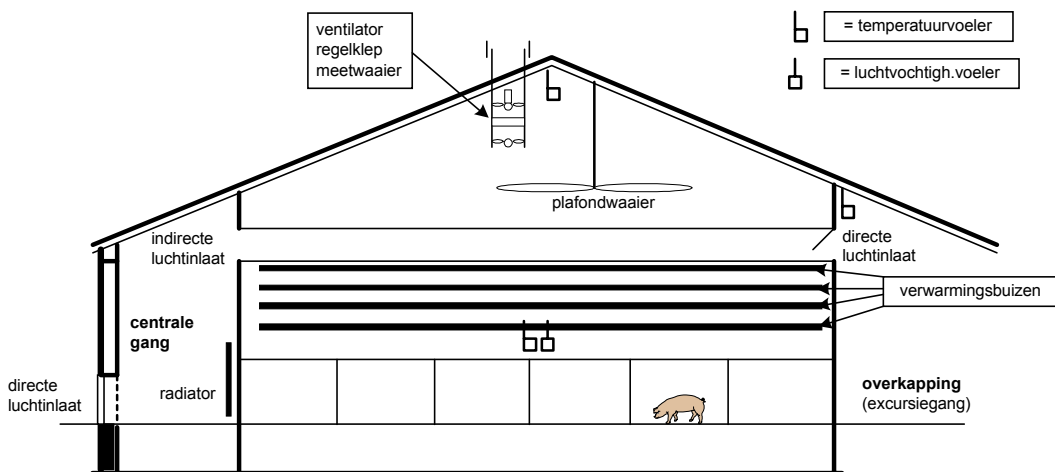 ventilator
regelklep
meetwaaier
= temperatuurvoeler
= luchtvochtigh.voeler
plafondwaaier
indirecte
luchtinlaat
directe
luchtinlaat
verwarmingsbuizen
centrale
gang
directe
luchtinlaat
radiator
overkapping
(excursiegang)